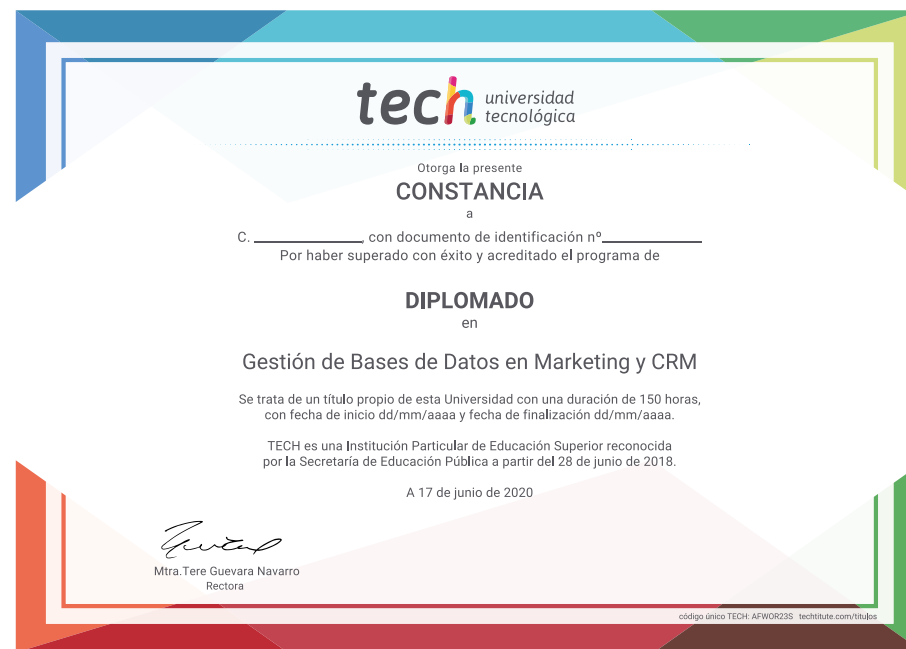 tech universidad
tecnológica
Otorga la presente
CONSTANCIA
a
C. ____________, con documento de identificación nº____________
Por haber superado con éxito y acreditado el programa de
DIPLOMADO
en
Gestión de Bases de Datos en Marketing y CRM
Se trata de un título propio de esta Universidad con una duración de 150 horas,
con fecha de inicio dd/mm/aaaa y fecha de finalización dd/mm/aaaa.
TECH es una Institución Particular de Educación Superior reconocida
por la Secretaría de Educación Pública a partir del 28 de junio de 2018.
A 17 de junio de 2020
Mtra.Tere Guevara Navarro
Rectora
código único TECH: AFWOR23S techtitute.com/titulos